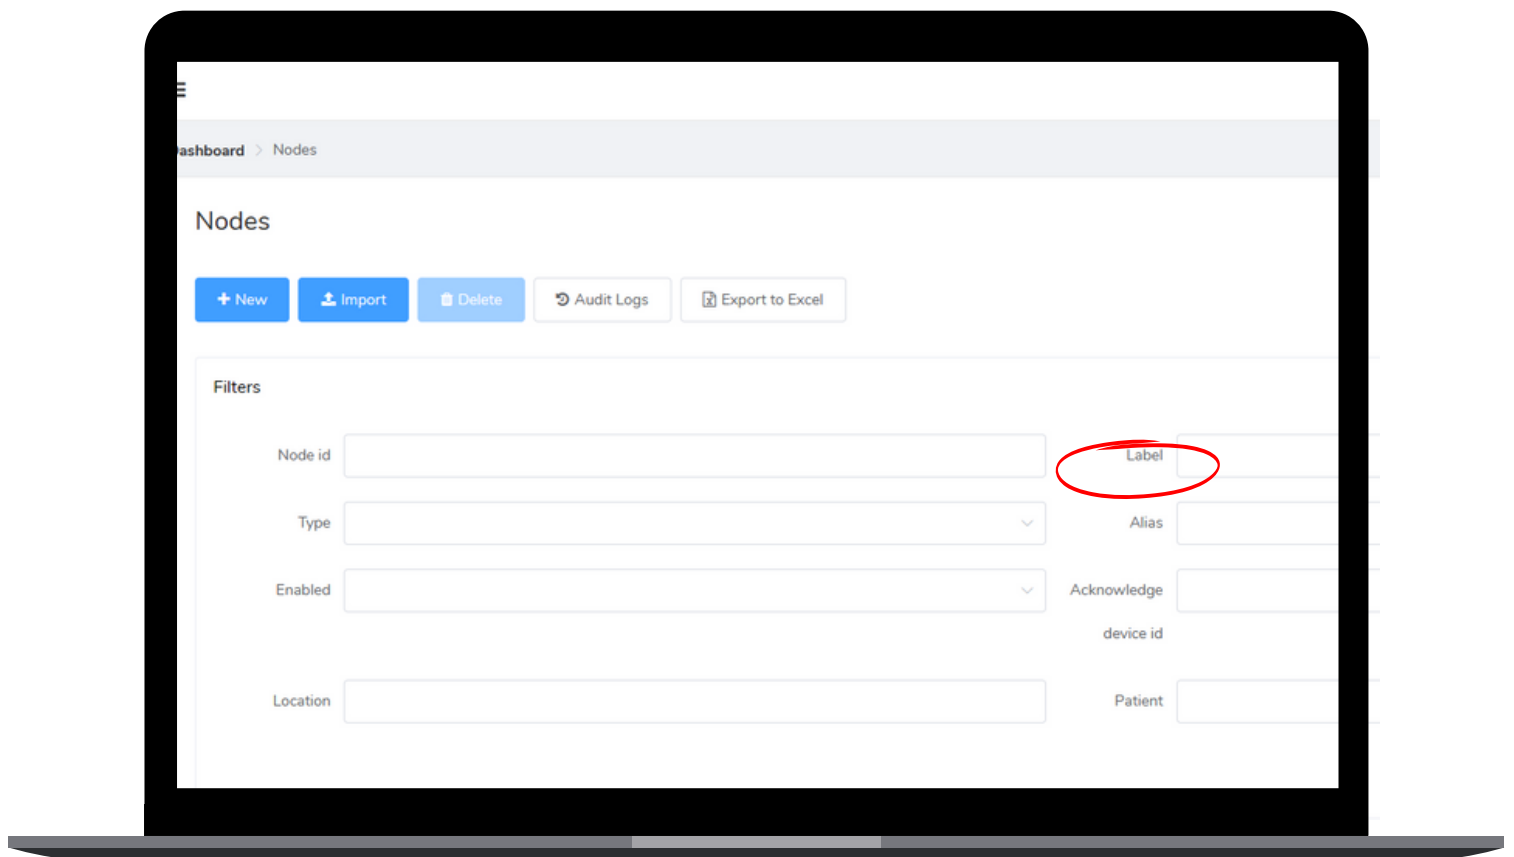 ashboard > Nodes
Nodes
New Import Delete Audit Logs Export to Excel
Filters
Node id Label
Type Alias
Enabled Acknowledge
device id
Location Patient